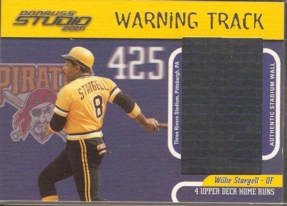 DONRUSS
STUDIO
2001
WARNING TRACK
PIRAT
425
STARGELL
8
Three Rivers Stadium, Pittsburgh, PA
AUTHENTIC STADIUM WALL
Willie Stargell - OF
4 UPPER DECK HOME RUNS